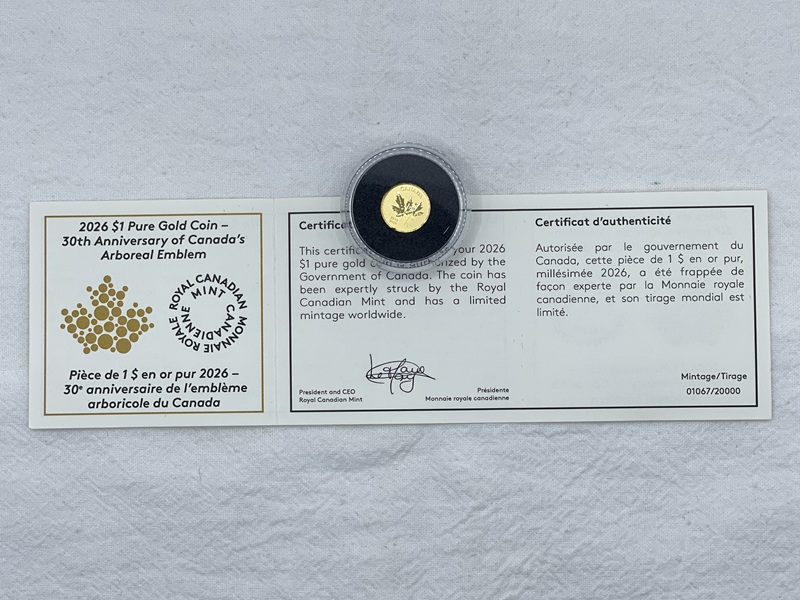 2026 $1 Pure Gold Coin –
30th Anniversary of Canada's
Arboreal Emblem
ROYAL CANADIAN MINT
MONNAIE ROYALE CANADIENNE
Pièce de 1 $ en or pur 2026 –
30e anniversaire de l'emblème
arboricole du Canada
CANADA
This your 2026
$1 pure gold by the
Government of Canada. The coin has
been expertly struck by the Royal
Canadian Mint and has a limited
mintage worldwide.
President and CEO
Royal Canadian Mint
Présidente
Monnaie royale canadienne
Certificat d'authenticité
Autorisée par le gouvernement du
Canada, cette pièce de 1 $ en or pur,
millésimée 2026, a été frappée de
façon experte par la Monnaie royale
canadienne, et son tirage mondial est
limité.
Mintage/Tirage
01067/20000